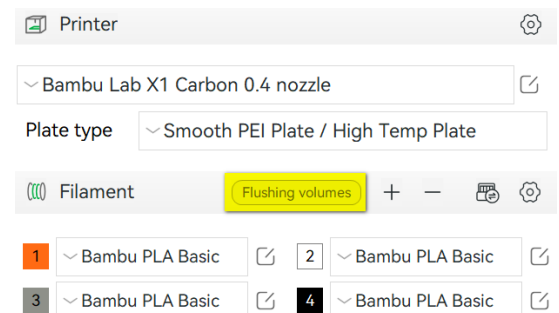 Printer
Bambu Lab X1 Carbon 0.4 nozzle
Plate type Smooth PEI Plate / High Temp Plate
Filament Flushing volumes + −
1 Bambu PLA Basic 2 Bambu PLA Basic
3 Bambu PLA Basic 4 Bambu PLA Basic